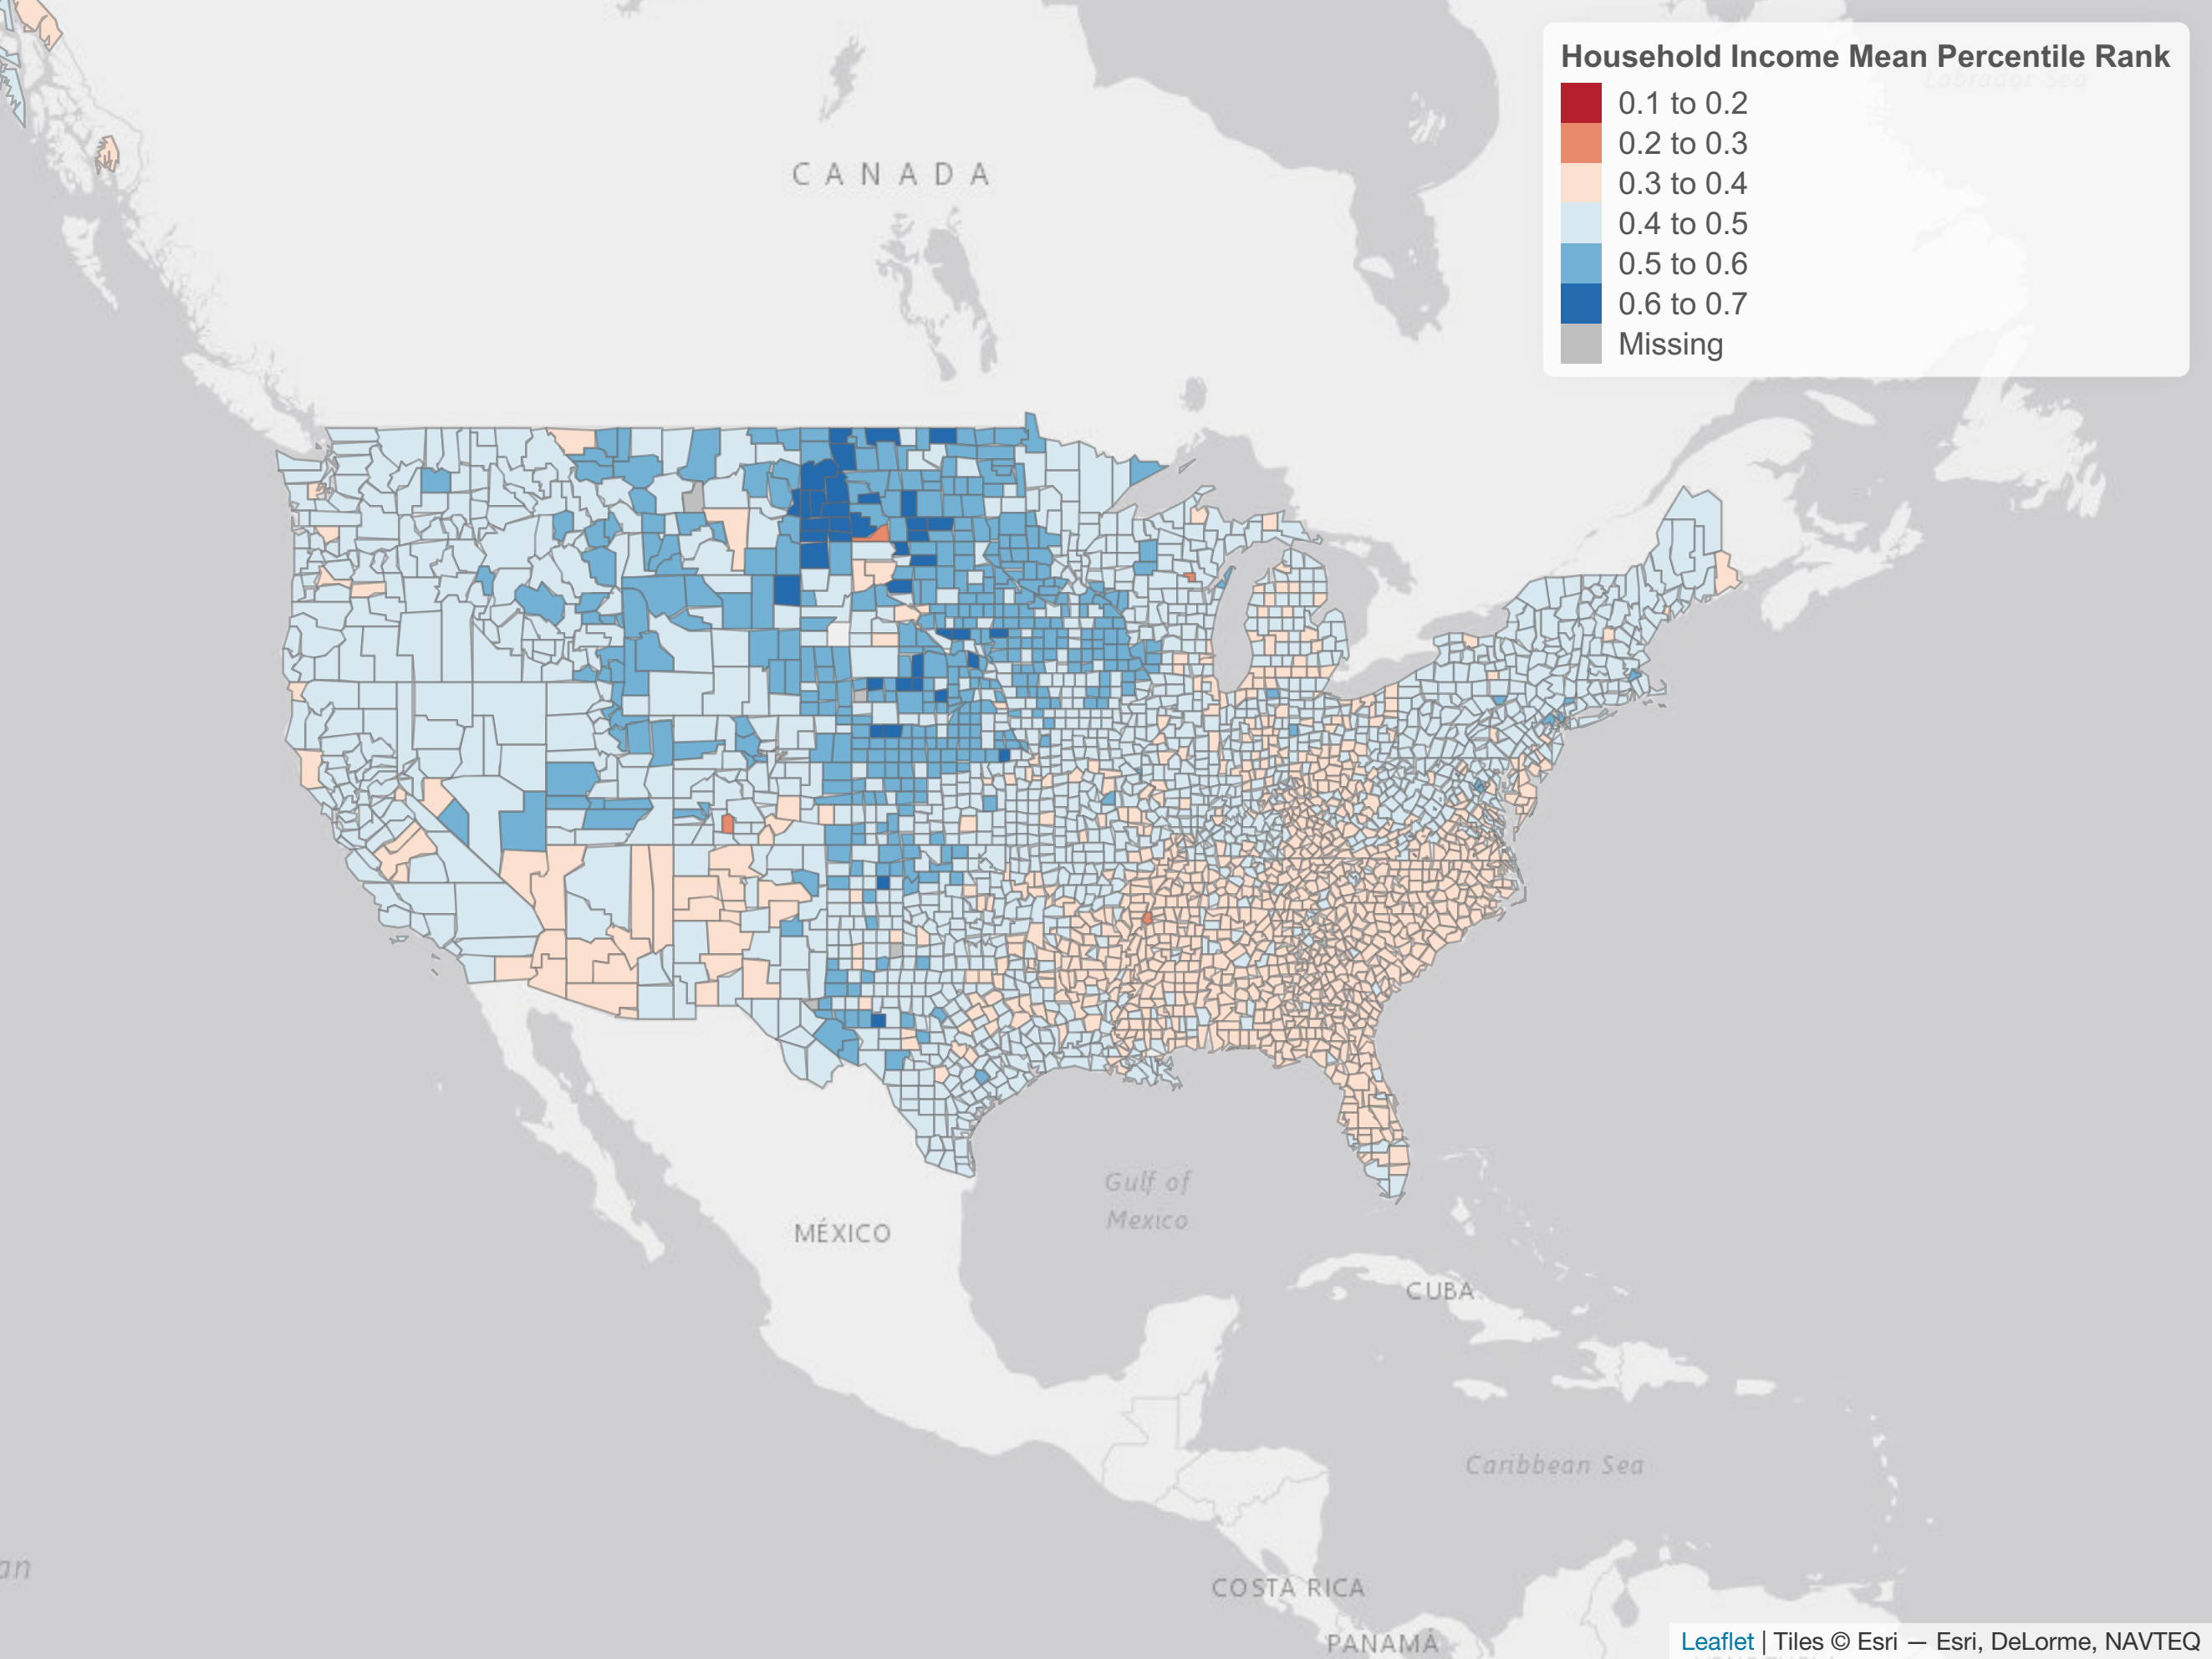 Household Income Mean Percentile Rank
Labrador Sea
0.1 to 0.2
0.2 to 0.3
0.3 to 0.4
0.4 to 0.5
0.5 to 0.6
0.6 to 0.7
Missing
CANADA
Gulf of
Mexico
MÉXICO
CUBA
Caribbean Sea
an
COSTA RICA
PANAMÁ
Leaflet | Tiles © Esri — Esri, DeLorme, NAVTEQ